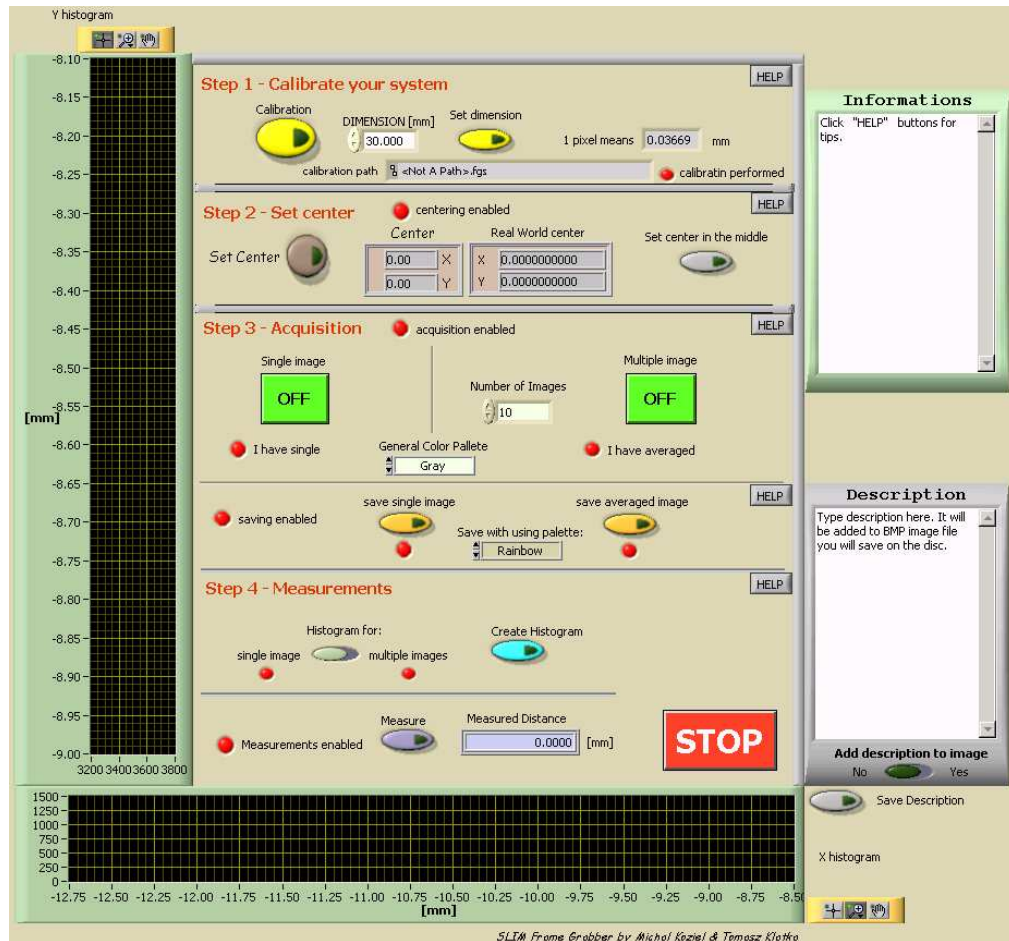 Y histogram
-8.10
-8.15
-8.20
-8.25
-8.30
-8.35
-8.40
-8.45
-8.50
-8.55
[mm]
-8.60
-8.65
-8.70
-8.75
-8.80
-8.85
-8.90
-8.95
-9.00
3200 3400 3600 3800
Step 1 - Calibrate your system
HELP
Calibration
DIMENSION [mm]
30.000
Set dimension
1 pixel means 0.03669 mm
calibration path <Not A Path>.fgs
calibratin performed
Step 2 - Set center
centering enabled
HELP
Set Center
Center
0.00 X
0.00 Y
Real World center
X 0.0000000000
Y 0.0000000000
Set center in the middle
Step 3 - Acquisition
acquisition enabled
HELP
Single image
OFF
I have single
Number of Images
10
General Color Pallete
Gray
Multiple image
OFF
I have averaged
HELP
saving enabled
save single image
Save with using palette:
Rainbow
save averaged image
Step 4 - Measurements
HELP
Histogram for:
single image
multiple images
Create Histogram
Measurements enabled
Measure
Measured Distance
0.0000 [mm]
STOP
Informations
Click "HELP" buttons for
tips.
Description
Type description here. It will
be added to BMP image file
you will save on the disc.
Add description to image
No Yes
Save Description
X histogram
1500
1250
1000
750
500
250
0
-12.75 -12.50 -12.25 -12.00 -11.75 -11.50 -11.25 -11.00 -10.75 -10.50 -10.25 -10.00 -9.75 -9.50 -9.25 -9.00 -8.75 -8.50
[mm]
SLIM Frame Grabber by Michal Koziel & Tomasz Klatka